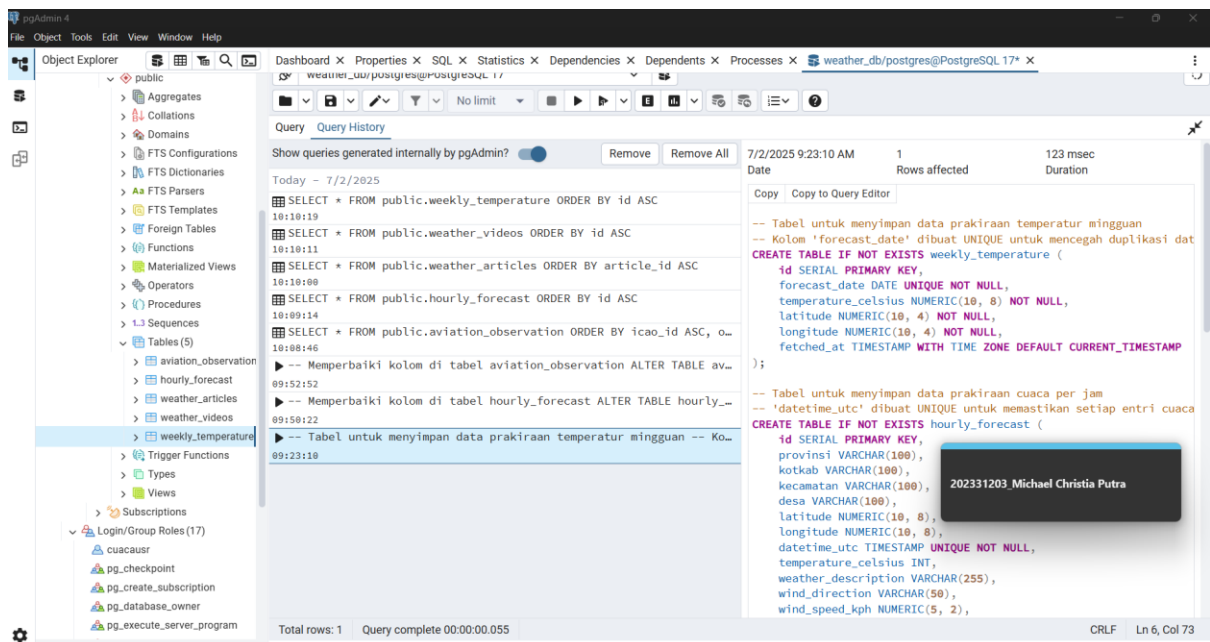 pgAdmin 4
File Object Tools Edit View Window Help
Object Explorer
Dashboard Properties SQL Statistics Dependencies Dependents Processes weather_db/postgres@PostgreSQL 17*
public
Aggregates
Collations
Domains
FTS Configurations
FTS Dictionaries
FTS Parsers
FTS Templates
Foreign Tables
Functions
Materialized Views
Operators
Procedures
1..3 Sequences
Tables (5)
aviation_observation
hourly_forecast
weather_articles
weather_videos
weekly_temperature
Trigger Functions
Types
Views
Subscriptions
Login/Group Roles (17)
cuacausr
pg_checkpoint
pg_create_subscription
pg_database_owner
pg_execute_server_program
weather_db/postgres@PostgreSQL 17
No limit
Query Query History
Show queries generated internally by pgAdmin? Remove Remove All
Today - 7/2/2025
SELECT * FROM public.weekly_temperature ORDER BY id ASC
10:10:19
SELECT * FROM public.weather_videos ORDER BY id ASC
10:10:11
SELECT * FROM public.weather_articles ORDER BY article_id ASC
10:10:00
SELECT * FROM public.hourly_forecast ORDER BY id ASC
10:09:14
SELECT * FROM public.aviation_observation ORDER BY icao_id ASC, o…
10:08:46
-- Memperbaiki kolom di tabel aviation_observation ALTER TABLE av…
09:52:52
-- Memperbaiki kolom di tabel hourly_forecast ALTER TABLE hourly_…
09:50:22
-- Tabel untuk menyimpan data prakiraan temperatur mingguan -- Ko…
09:23:10
7/2/2025 9:23:10 AM 1 123 msec
Date Rows affected Duration
Copy Copy to Query Editor
-- Tabel untuk menyimpan data prakiraan temperatur mingguan
-- Kolom 'forecast_date' dibuat UNIQUE untuk mencegah duplikasi dat
CREATE TABLE IF NOT EXISTS weekly_temperature (
id SERIAL PRIMARY KEY,
forecast_date DATE UNIQUE NOT NULL,
temperature_celsius NUMERIC(10, 8) NOT NULL,
latitude NUMERIC(10, 4) NOT NULL,
longitude NUMERIC(10, 4) NOT NULL,
fetched_at TIMESTAMP WITH TIME ZONE DEFAULT CURRENT_TIMESTAMP
);
-- Tabel untuk menyimpan data prakiraan cuaca per jam
-- 'datetime_utc' dibuat UNIQUE untuk memastikan setiap entri cuaca
CREATE TABLE IF NOT EXISTS hourly_forecast (
id SERIAL PRIMARY KEY,
provinsi VARCHAR(100),
kotkab VARCHAR(100),
kecamatan VARCHAR(100),
desa VARCHAR(100),
latitude NUMERIC(10, 8),
longitude NUMERIC(10, 8),
datetime_utc TIMESTAMP UNIQUE NOT NULL,
temperature_celsius INT,
weather_description VARCHAR(255),
wind_direction VARCHAR(50),
wind_speed_kph NUMERIC(5, 2),
202331203_Michael Christia Putra
Total rows: 1 Query complete 00:00:00.055 CRLF Ln 6, Col 73